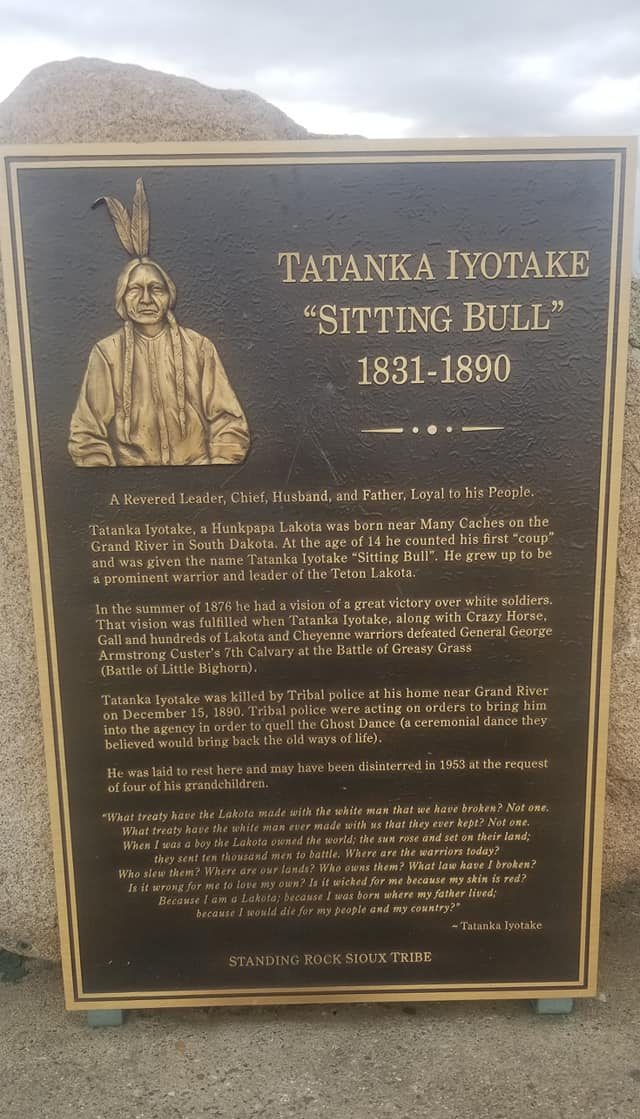 TATANKA IYOTAKE
“SITTING BULL”
1831-1890
A Revered Leader, Chief, Husband, and Father, Loyal to his People.
Tatanka Iyotake, a Hunkpapa Lakota was born near Many Caches on the
Grand River in South Dakota. At the age of 14 he counted his first “coup”
and was given the name Tatanka Iyotake “Sitting Bull”. He grew up to be
a prominent warrior and leader of the Teton Lakota.
In the summer of 1876 he had a vision of a great victory over white soldiers.
That vision was fulfilled when Tatanka Iyotake, along with Crazy Horse,
Gall and hundreds of Lakota and Cheyenne warriors defeated General George
Armstrong Custer’s 7th Calvary at the Battle of Greasy Grass
(Battle of Little Bighorn).
Tatanka Iyotake was killed by Tribal police at his home near Grand River
on December 15, 1890. Tribal police were acting on orders to bring him
into the agency in order to quell the Ghost Dance (a ceremonial dance they
believed would bring back the old ways of life).
He was laid to rest here and may have been disinterred in 1953 at the request
of four of his grandchildren.
“What treaty have the Lakota made with the white man that we have broken? Not one.
What treaty have the white man ever made with us that they ever kept? Not one.
When I was a boy the Lakota owned the world; the sun rose and set on their land;
they sent ten thousand men to battle. Where are the warriors today?
Who slew them? Where are our lands? Who owns them? What law have I broken?
Is it wrong for me to love my own? Is it wicked for me because my skin is red?
Because I am a Lakota; because I was born where my father lived;
because I would die for my people and my country?”
~ Tatanka Iyotake
STANDING ROCK SIOUX TRIBE